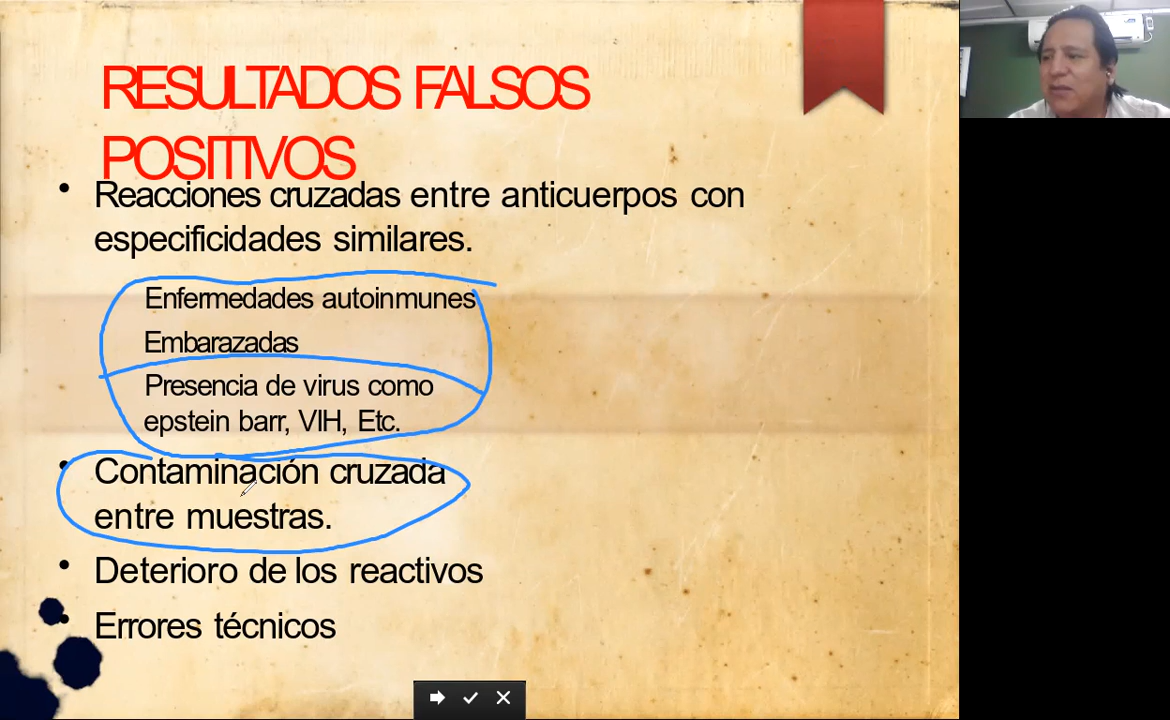 RESULTADOS FALSOS
POSITIVOS
• Reacciones cruzadas entre anticuerpos con
especificidades similares.
Enfermedades autoinmunes
Embarazadas
Presencia de virus como
epstein barr, VIH, Etc.
• Contaminación cruzada
entre muestras.
• Deterioro de los reactivos
• Errores técnicos